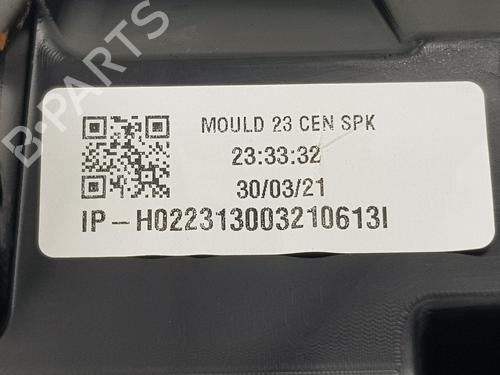 MOULD 23 CEN SPK
23:33:32
30/03/21
IP-H022313003210613I
B-PARTS